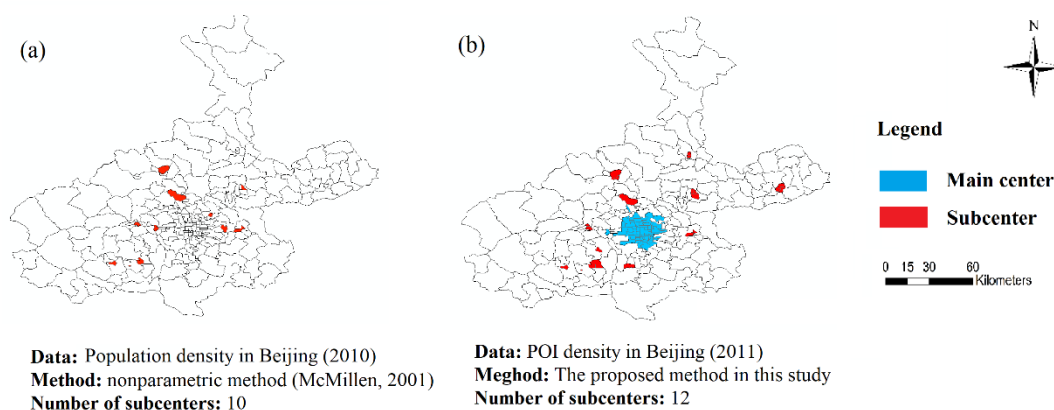 (a)
(b)
Legend
Main center
Subcenter
0 15 30 60
Kilometers
Data: Population density in Beijing (2010)
Method: nonparametric method (McMillen, 2001)
Number of subcenters: 10
Data: POI density in Beijing (2011)
Meghod: The proposed method in this study
Number of subcenters: 12